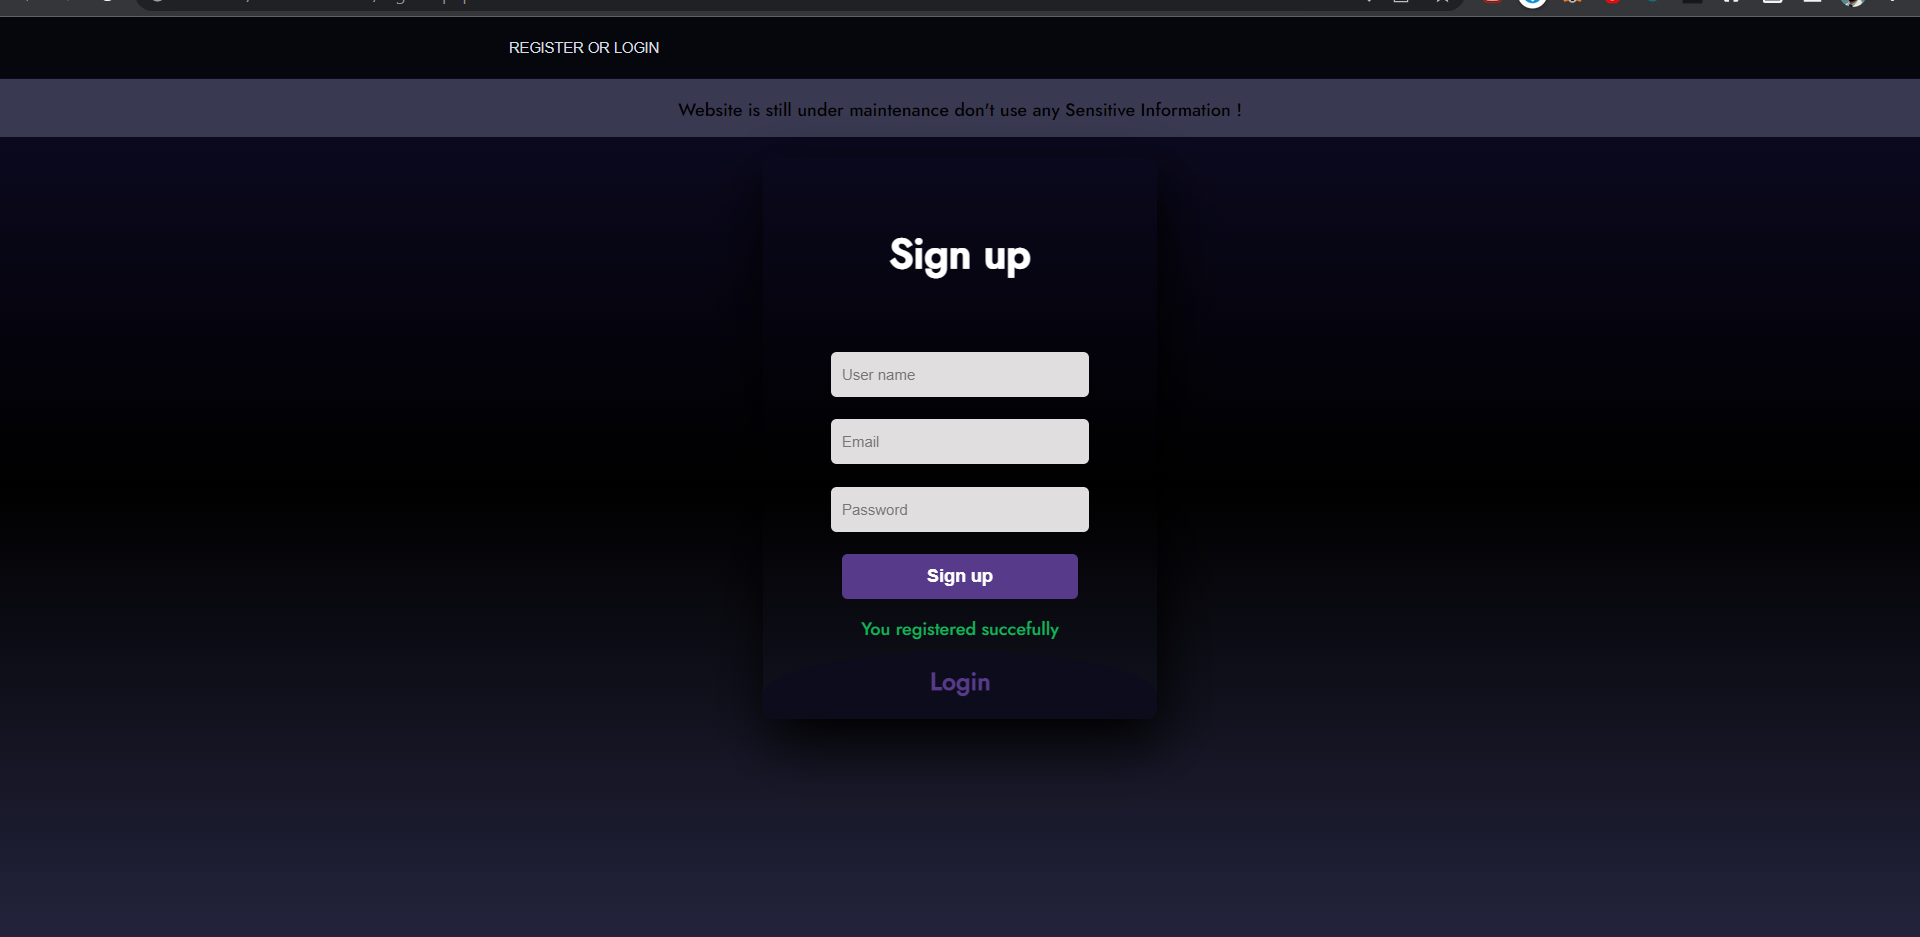 REGISTER OR LOGIN
Website is still under maintenance don't use any Sensitive Information !
Sign up
User name
Email
Password
Sign up
You registered succefully
Login